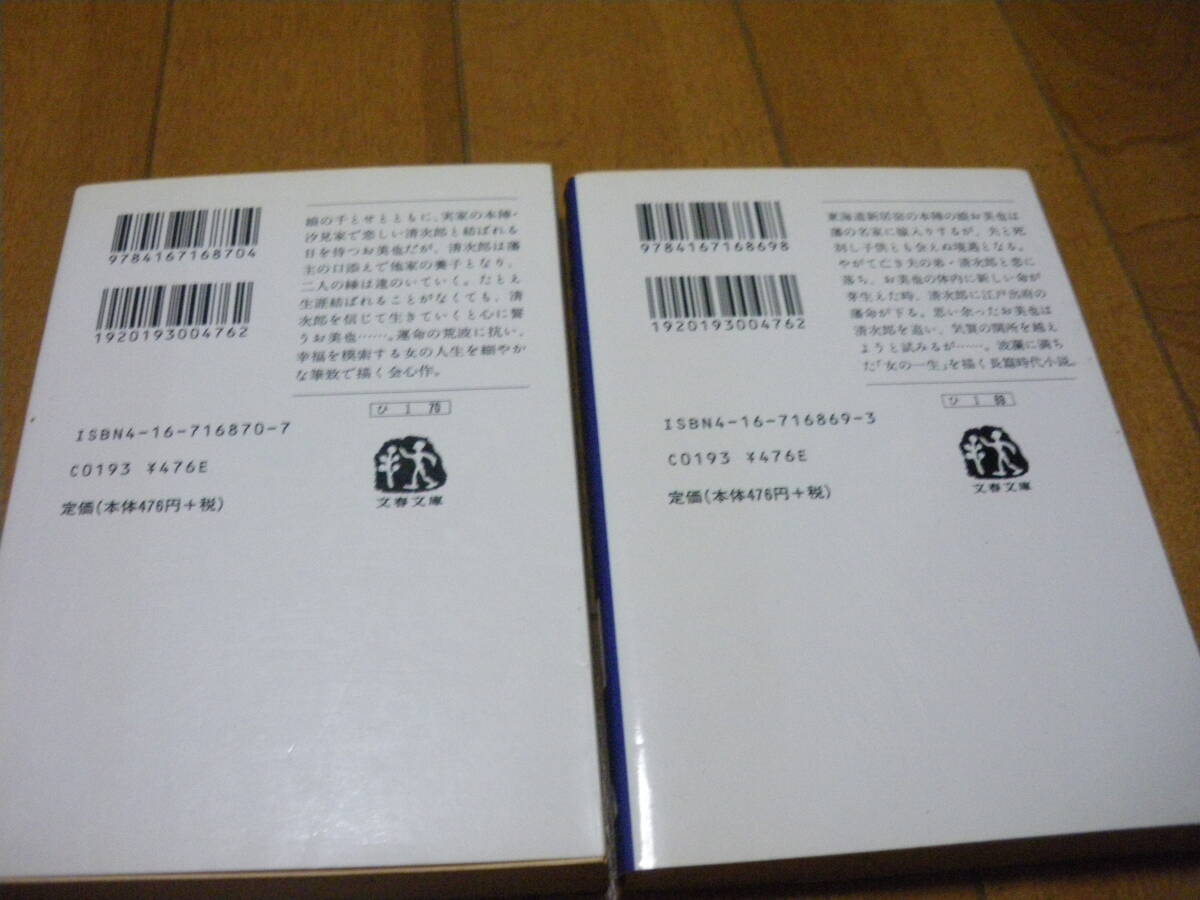 9784167168704
1920193004762
娘の千とせとともに、実家の本陣・
汐見家で恋しい清次郎と結ばれる
日を待つお美也だが、清次郎は藩
主の口添えで他家の養子となり、
二人の縁は遠のいていく。たとえ
生涯結ばれることがなくても、清
次郎を信じて生きていくと心に誓
うお美也……。運命の荒波に抗い、
幸福を模索する女の人生を細やか
な筆致で描く会心作。
ひ 1 70
ISBN4-16-716870-7
C0193 ¥476E
定価(本体476円+税)
文春文庫
9784167168698
1920193004762
東海道新居宿の本陣の娘お美也は
藩の名家に嫁入りするが、夫と死
別し子供とも会えぬ境遇となる。
やがて亡き夫の弟・清次郎と恋に
落ち、お美也の体内に新しい命が
芽生えた時、清次郎に江戸出府の
藩命が下る。思い余ったお美也は
清次郎を追い、気賀の関所を越え
ようと試みるが……。波瀾に満ち
た「女の一生」を描く長篇時代小説。
ひ 1 69
ISBN4-16-716869-3
C0193 ¥476E
定価(本体476円+税)
文春文庫